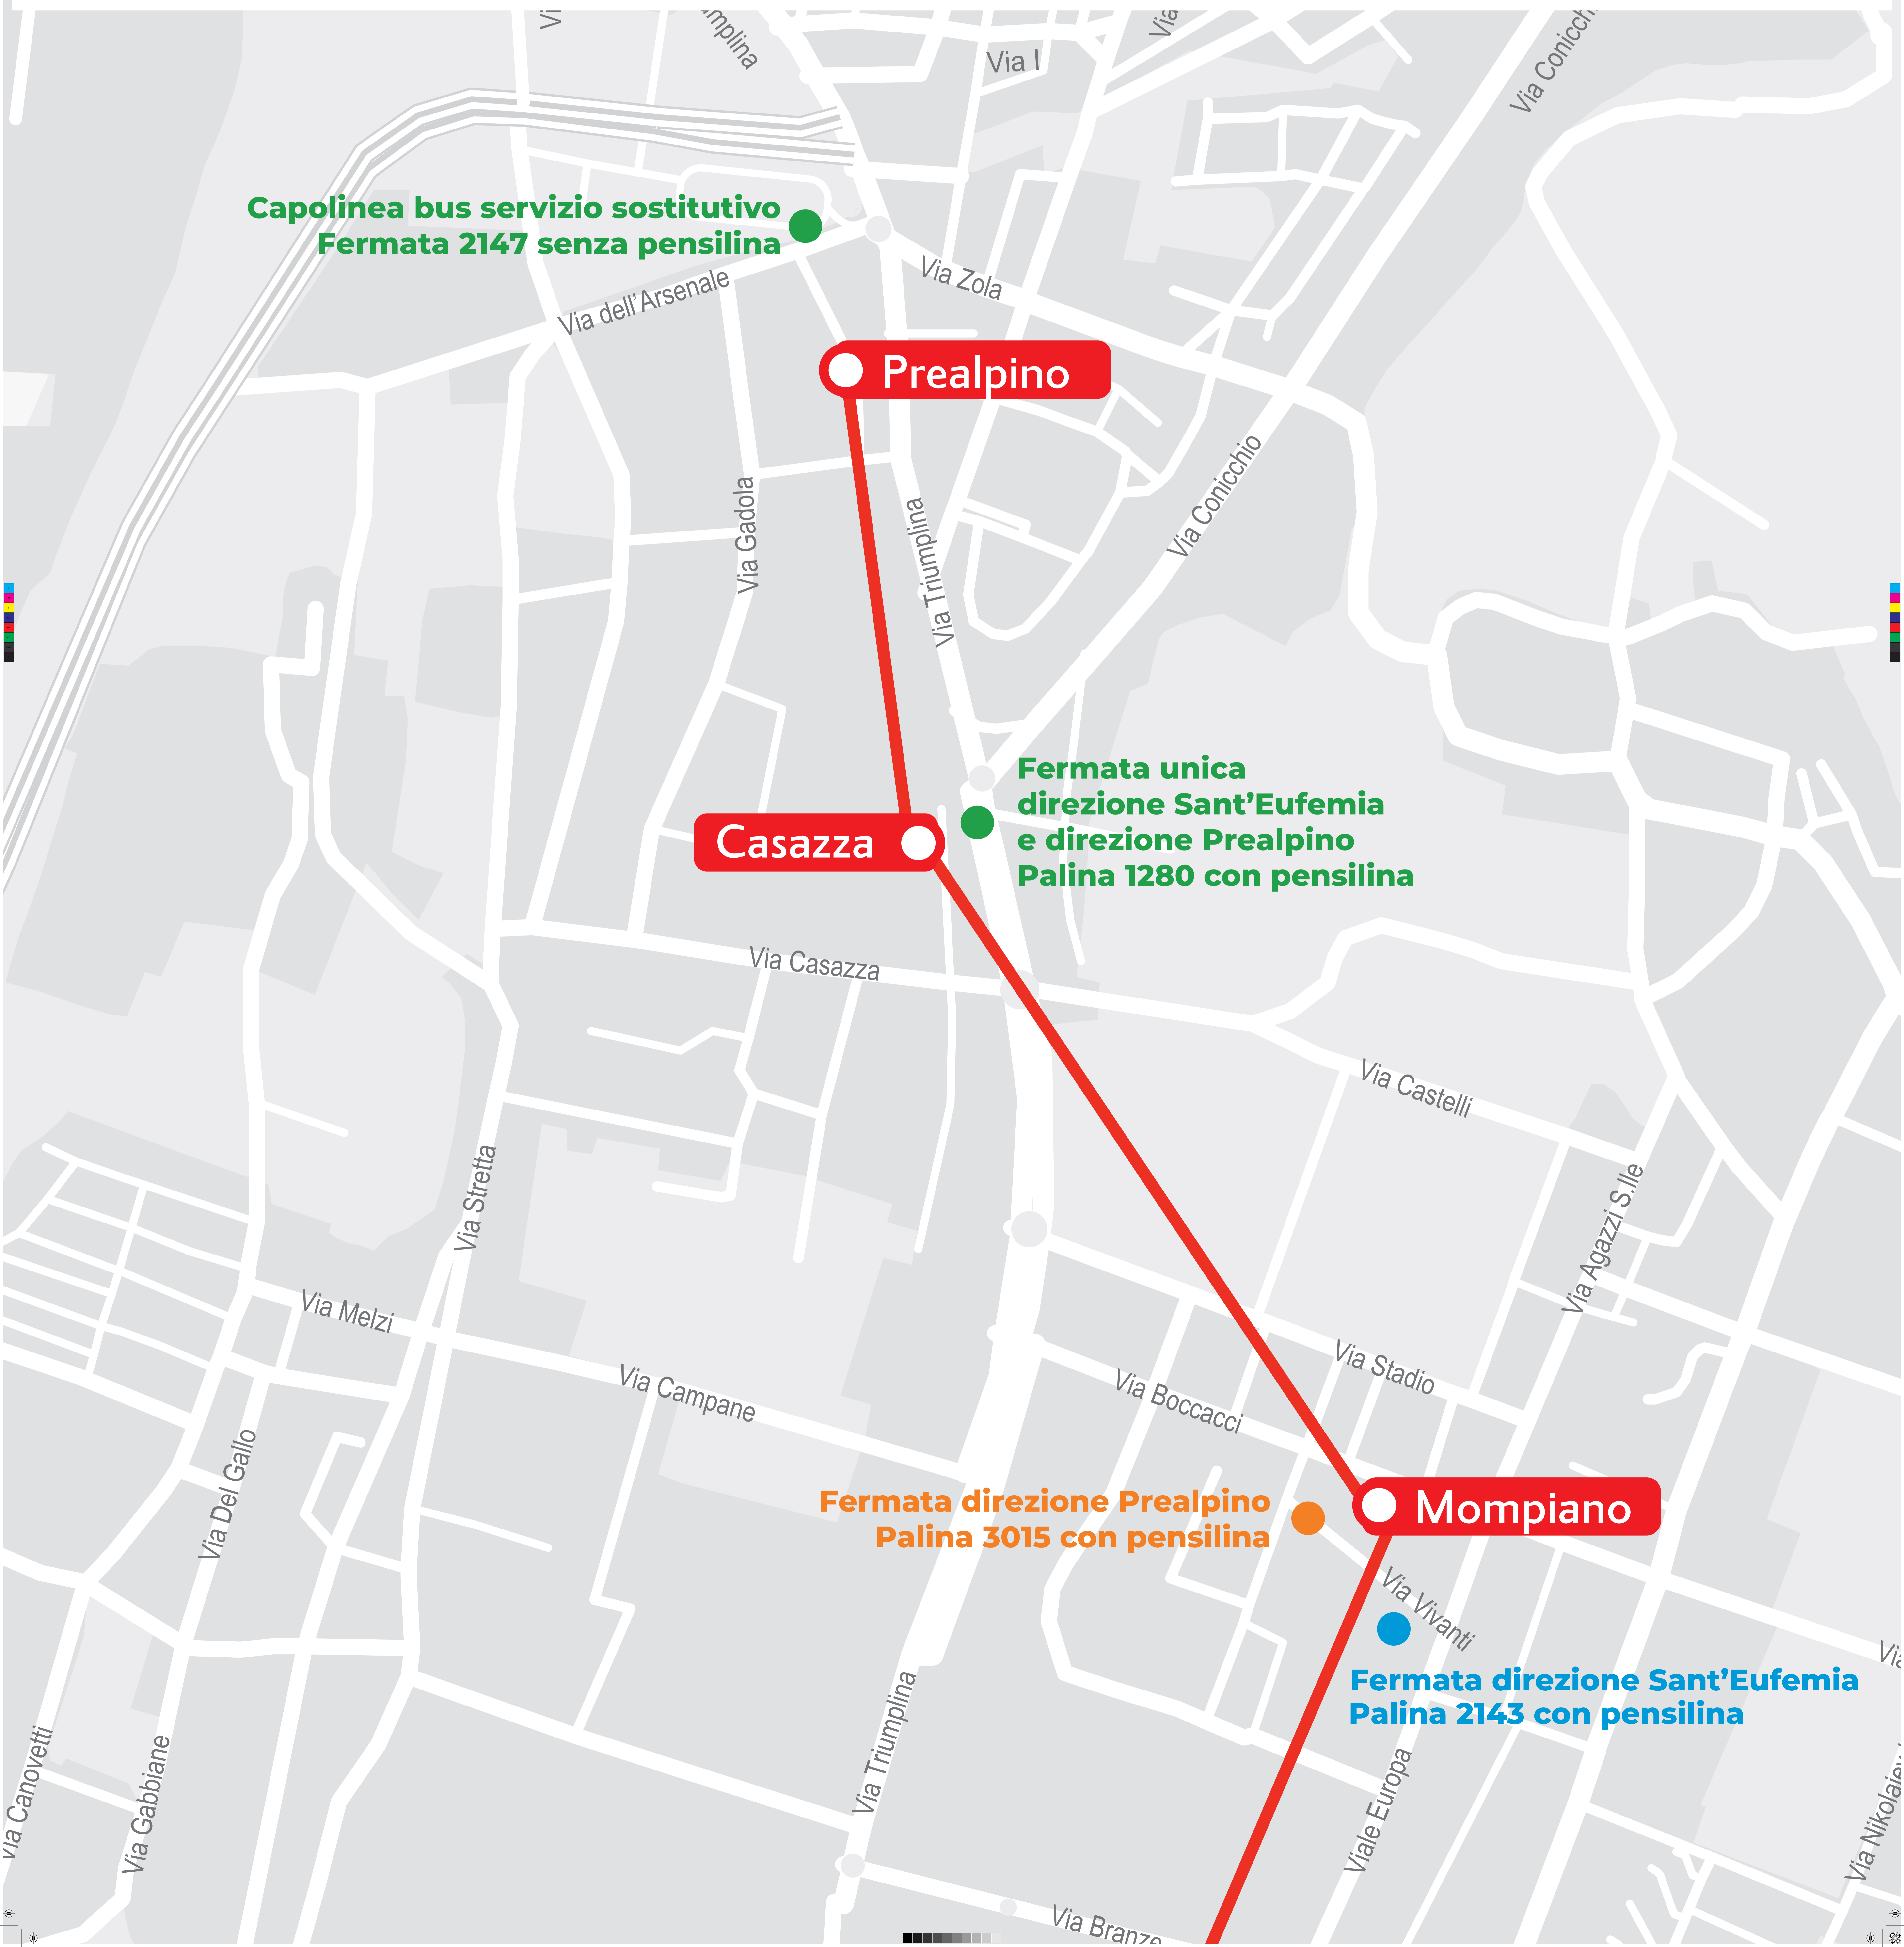 Via I
Via Conicch
Capolinea bus servizio sostitutivo
Fermata 2147 senza pensilina
Via Zola
Via dell'Arsenale
Prealpino
Via Conicchio
Via Gadola
Via Triumplina
Fermata unica
direzione Sant'Eufemia
e direzione Prealpino
Palina 1280 con pensilina
Casazza
Via Casazza
Via Castelli
Via Stretta
Via Agazzi S.lle
Via Melzi
Via Stadio
Via Campane
Via Boccacci
Via Del Gallo
Fermata direzione Prealpino
Palina 3015 con pensilina
Mompiano
Via Vivanti
Fermata direzione Sant'Eufemia
Palina 2143 con pensilina
Via Triumplina
Via Canovetti
Via Gabbiane
Viale Europa
Via Branze